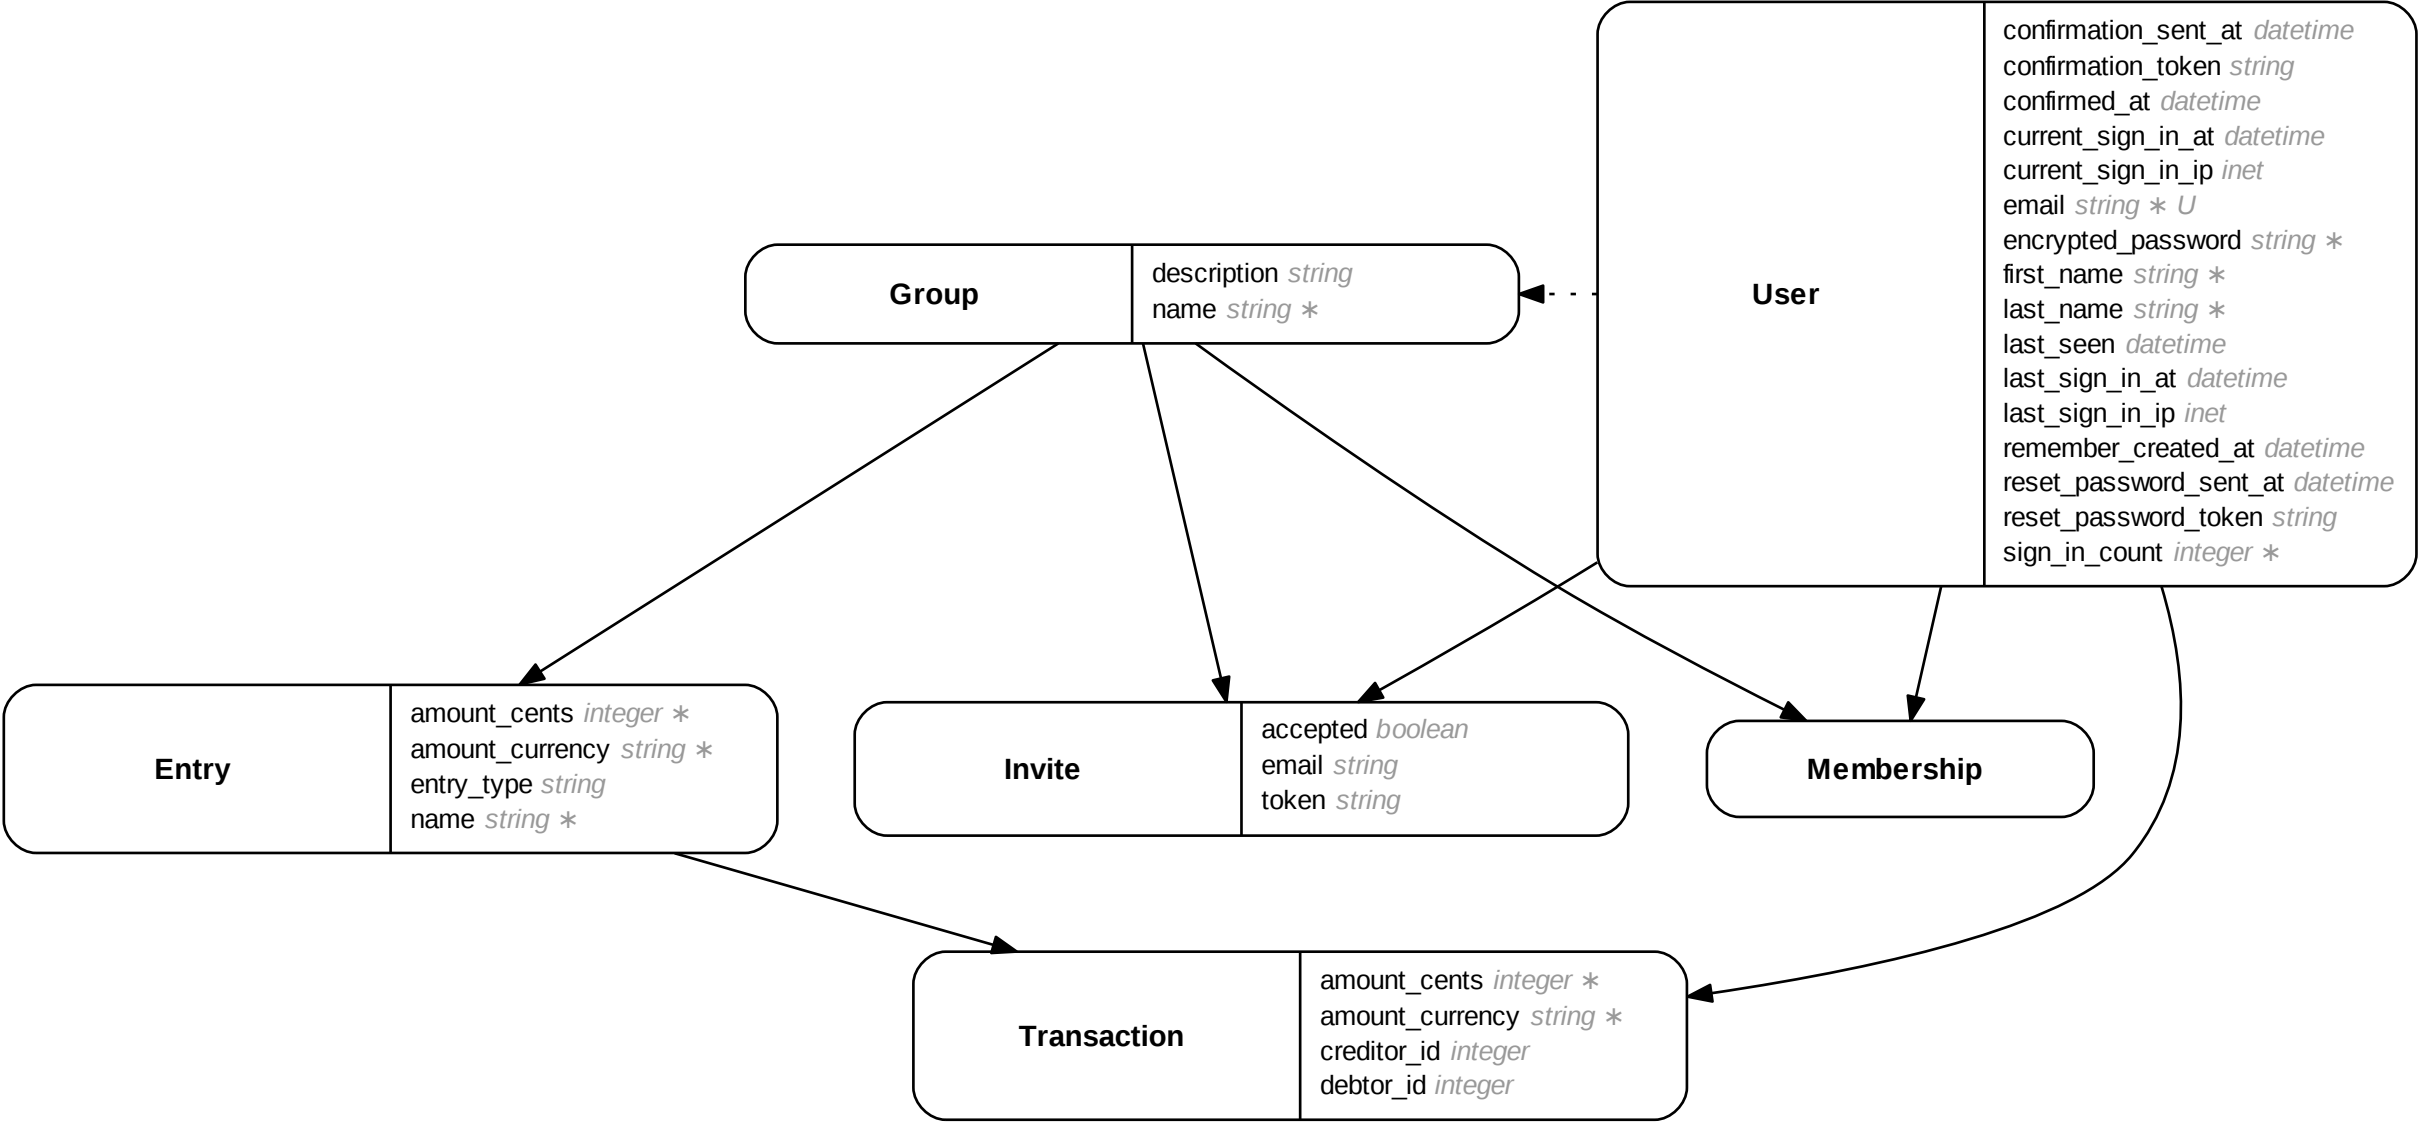 User
confirmation_sent_at datetime
confirmation_token string
confirmed_at datetime
current_sign_in_at datetime
current_sign_in_ip inet
email string ∗ U
encrypted_password string ∗
first_name string ∗
last_name string ∗
last_seen datetime
last_sign_in_at datetime
last_sign_in_ip inet
remember_created_at datetime
reset_password_sent_at datetime
reset_password_token string
sign_in_count integer ∗
Group
description string
name string ∗
Entry
amount_cents integer ∗
amount_currency string ∗
entry_type string
name string ∗
Invite
accepted boolean
email string
token string
Membership
Transaction
amount_cents integer ∗
amount_currency string ∗
creditor_id integer
debtor_id integer